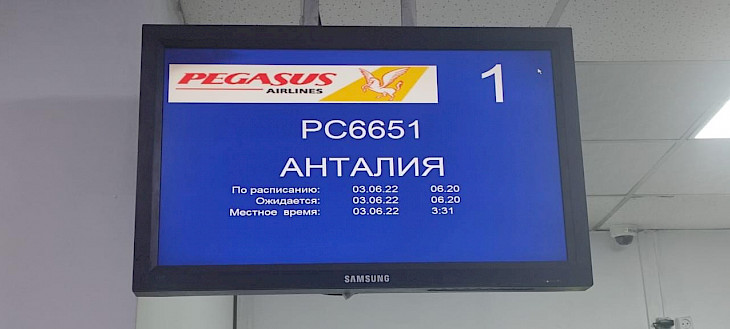 PEGASUS
AIRLINES
1
PC6651
АНТАЛИЯ
По расписанию: 03.06.22 06.20
Ожидается: 03.06.22 06.20
Местное время: 03.06.22 3:31
SAMSUNG